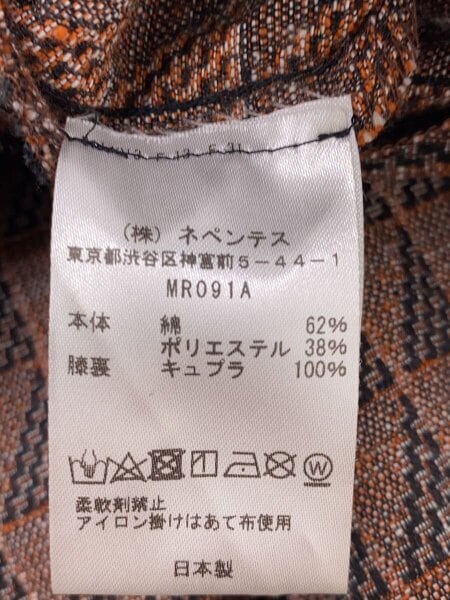 (株) ネペンテス
東京都渋谷区神宮前5-44-1
MR091A
本体 綿 62%
ポリエステル 38%
膝裏 キュプラ 100%
W
柔軟剤禁止
アイロン掛けはあて布使用
日本製